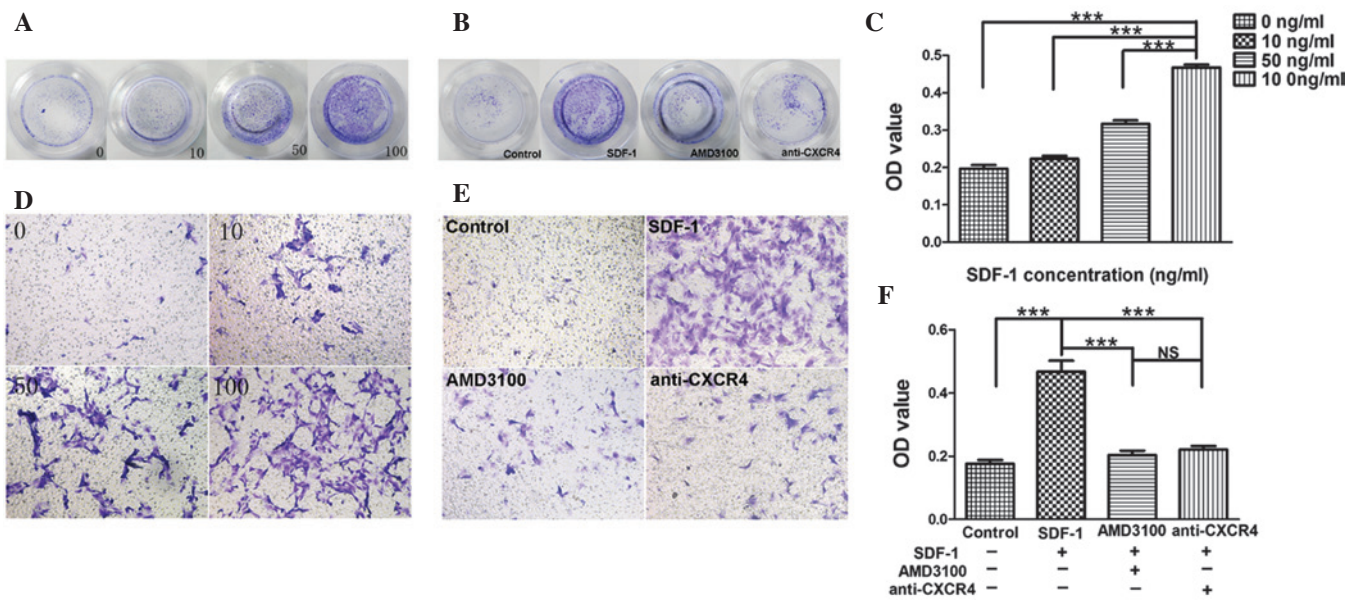 A
0 10 50 100
B
Control SDF-1 AMD3100 anti-CXCR4
C
*** 
***
***
0 ng/ml
10 ng/ml
50 ng/ml
10 0ng/ml
OD value
0.5
0.4
0.3
0.2
0.1
0.0
SDF-1 concentration (ng/ml)
D
0 10
50 100
E
Control SDF-1
AMD3100 anti-CXCR4
F
*** ***
*** NS
OD value
0.6
0.4
0.2
0.0
Control SDF-1 AMD3100 anti-CXCR4
SDF-1 – + + +
AMD3100 – – + –
anti-CXCR4 – – – +